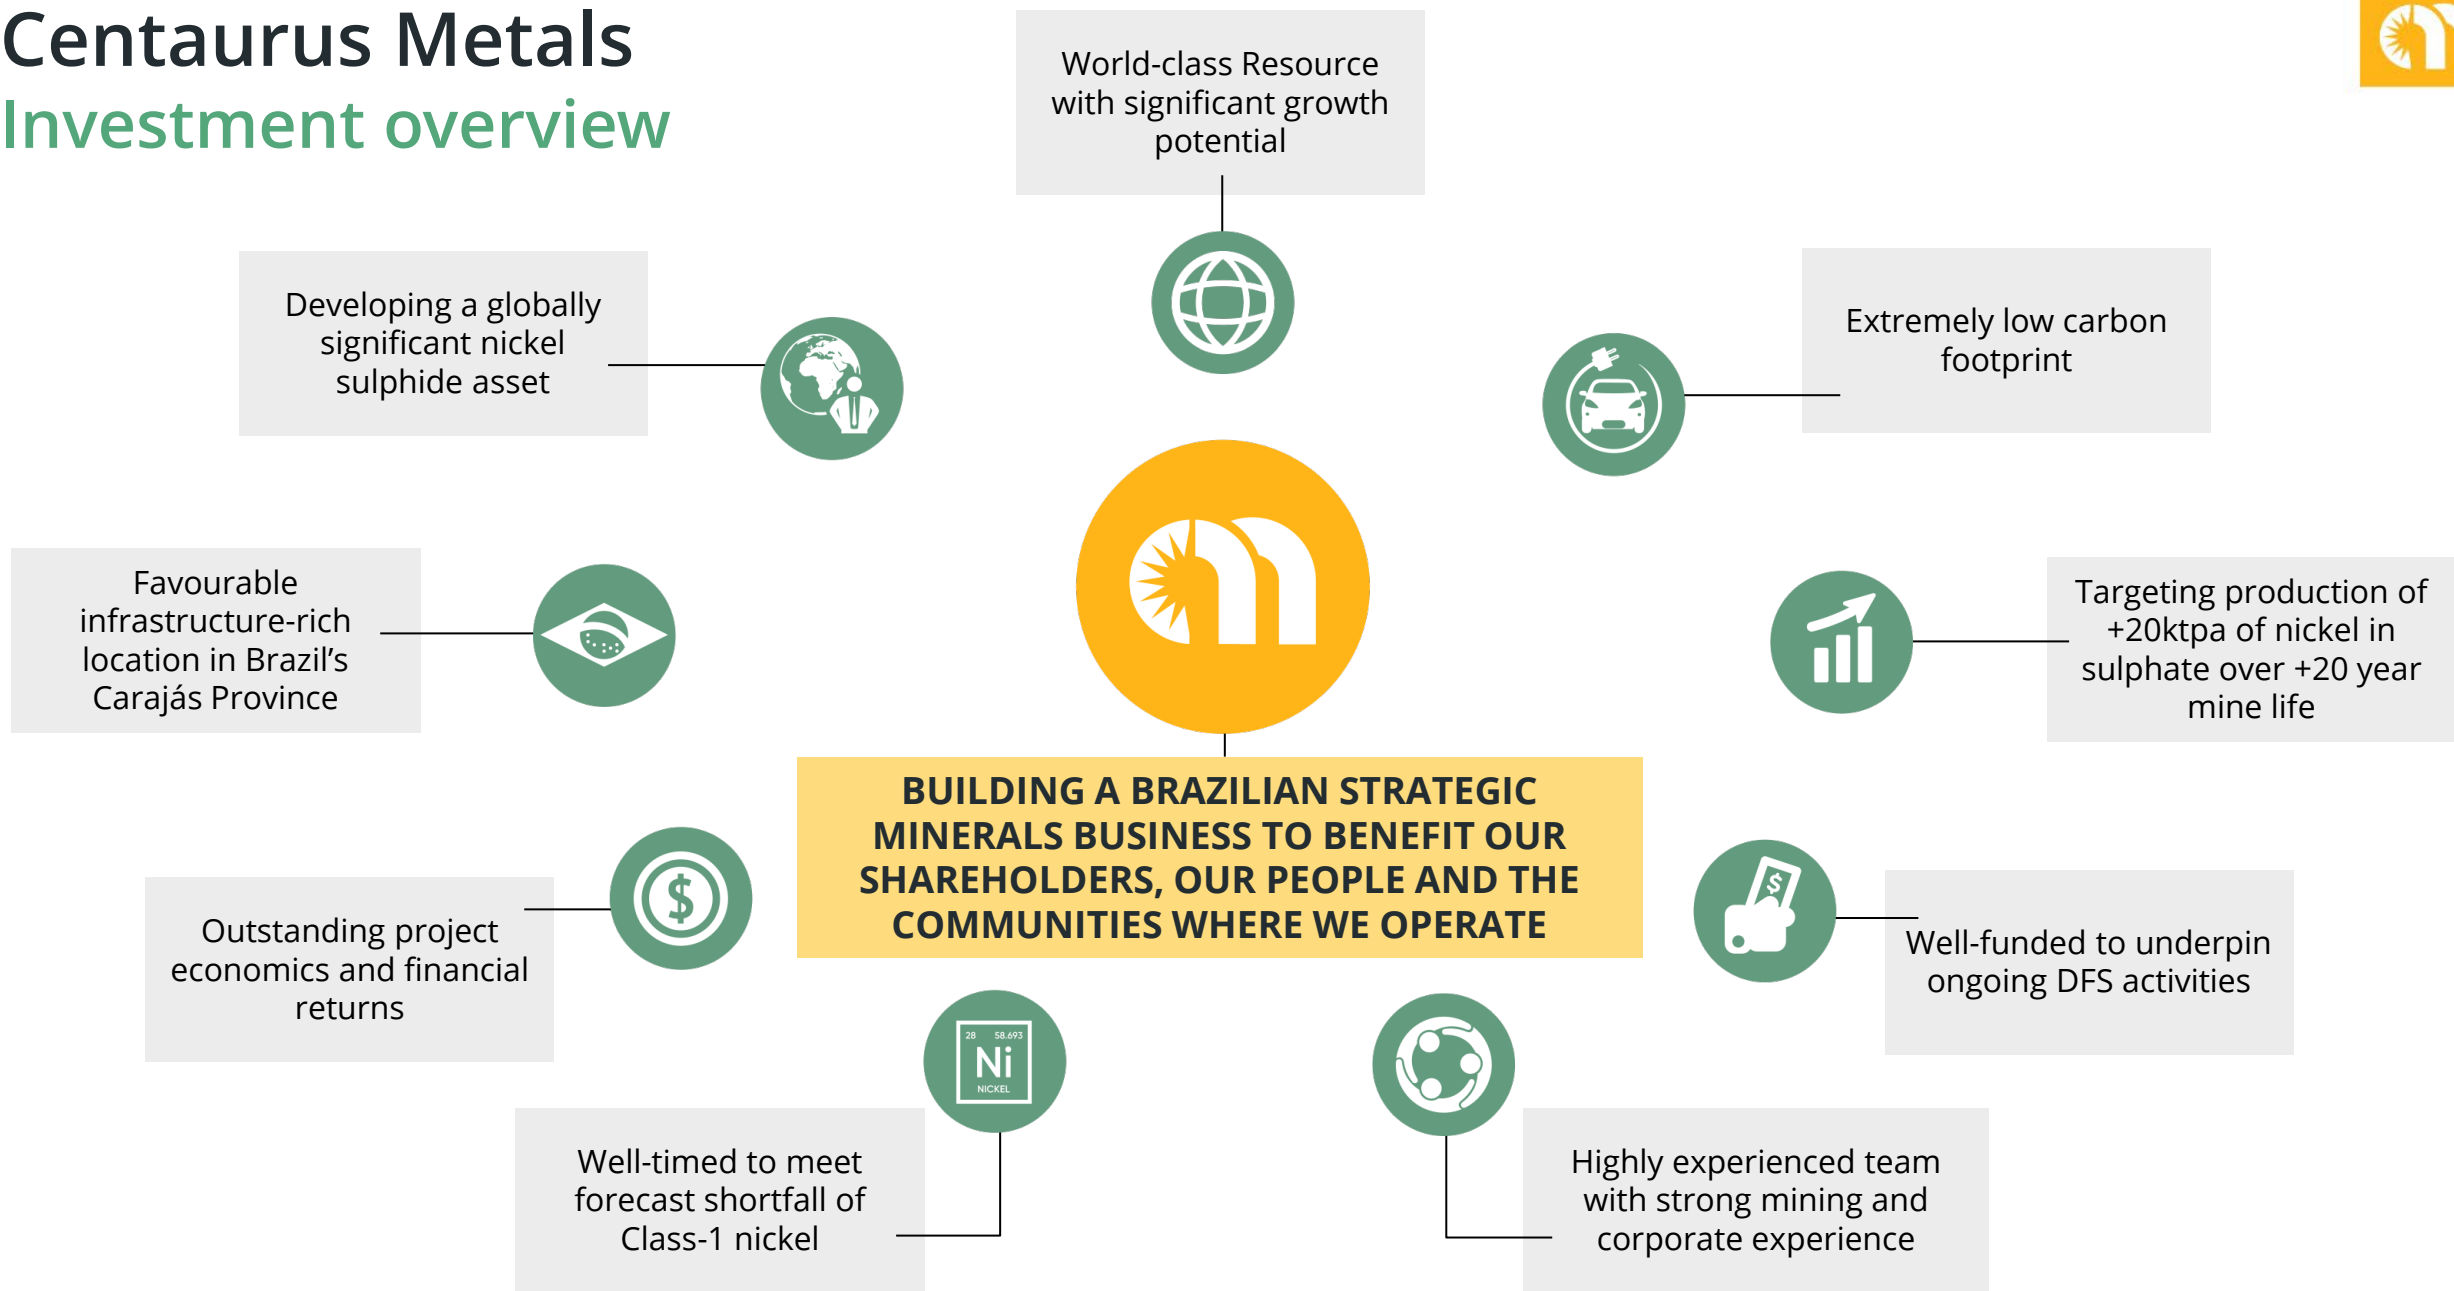 Centaurus Metals
Investment overview
World-class Resource
with significant growth
potential
Developing a globally
significant nickel
sulphide asset
Extremely low carbon
footprint
Favourable
infrastructure-rich
location in Brazil’s
Carajás Province
Targeting production of
+20ktpa of nickel in
sulphate over +20 year
mine life
BUILDING A BRAZILIAN STRATEGIC
MINERALS BUSINESS TO BENEFIT OUR
SHAREHOLDERS, OUR PEOPLE AND THE
COMMUNITIES WHERE WE OPERATE
$
Outstanding project
economics and financial
returns
$
Well-funded to underpin
ongoing DFS activities
28 58.693
Ni
NICKEL
Well-timed to meet
forecast shortfall of
Class-1 nickel
Highly experienced team
with strong mining and
corporate experience